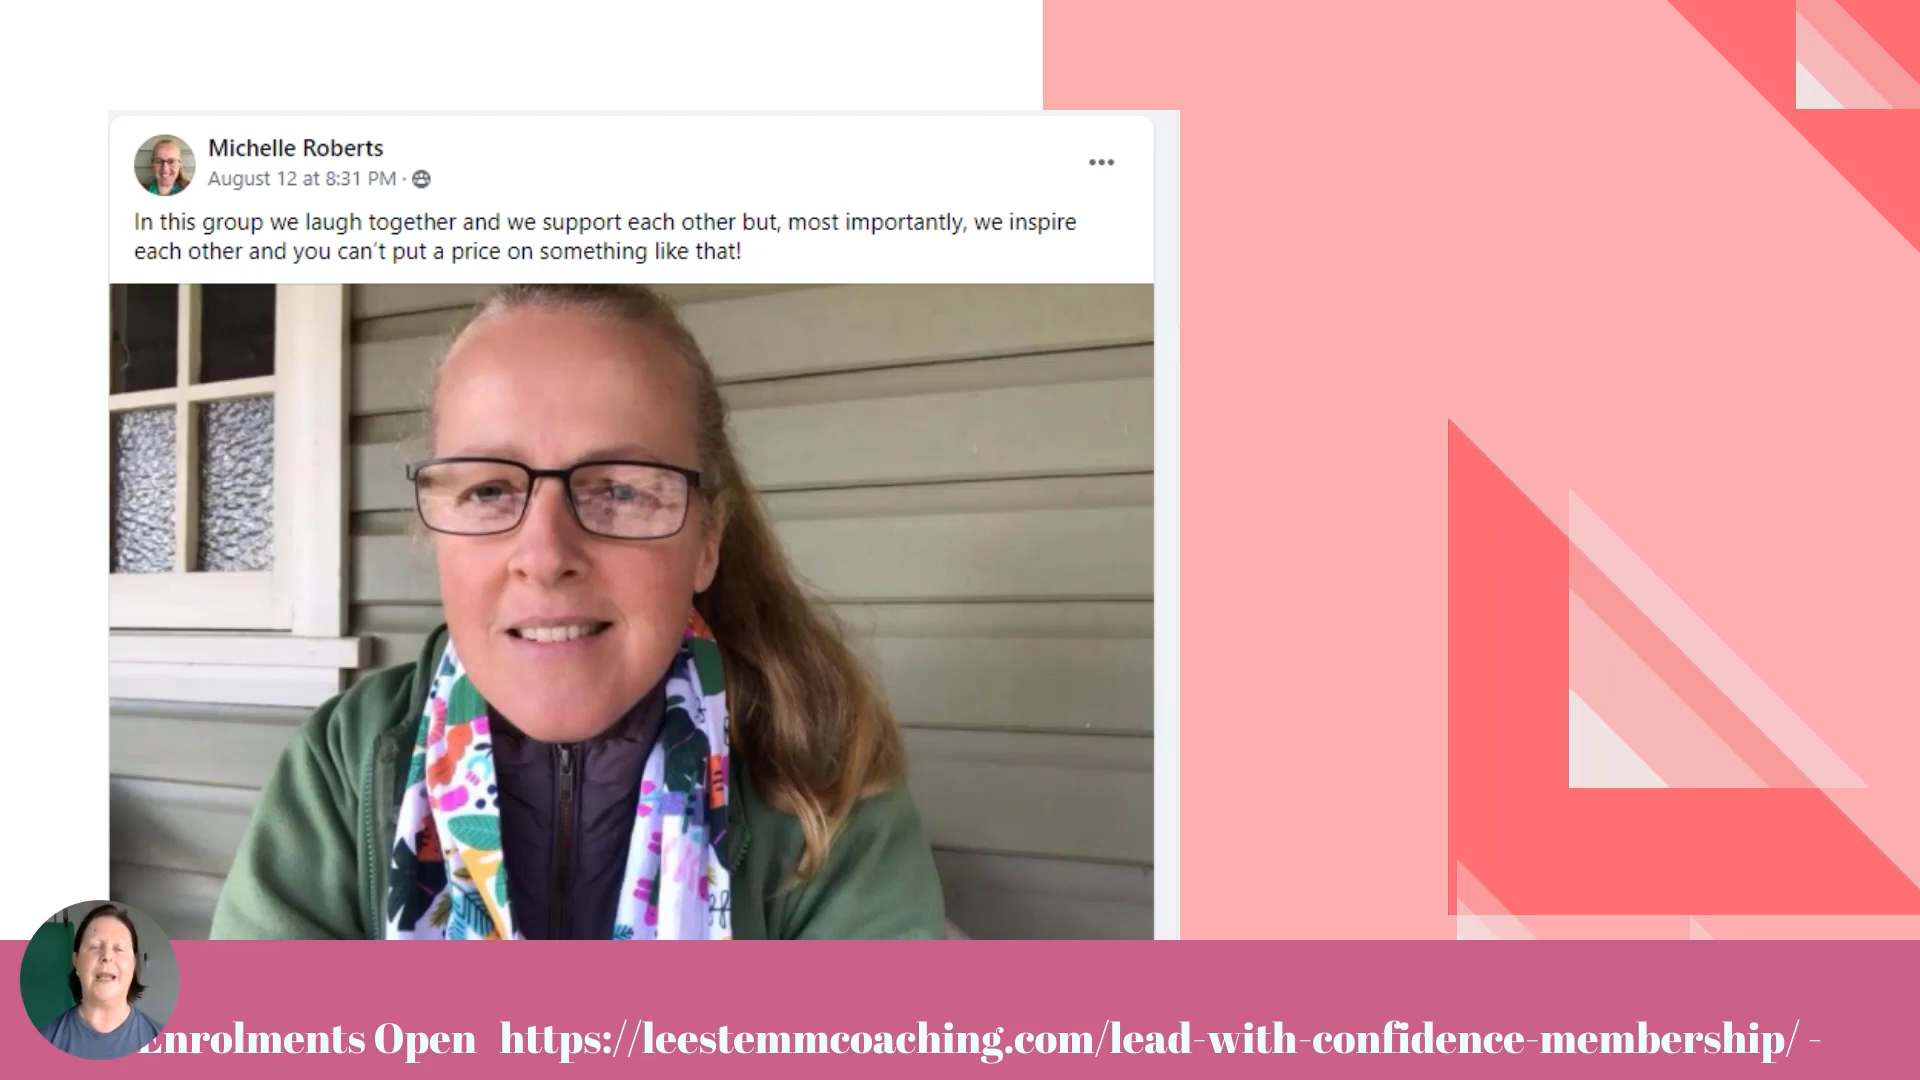 Michelle Roberts
August 12 at 8:31 PM ·
In this group we laugh together and we support each other but, most importantly, we inspire
each other and you can't put a price on something like that!
Enrolments Open https://leestemmcoaching.com/lead-with-confidence-membership/ -